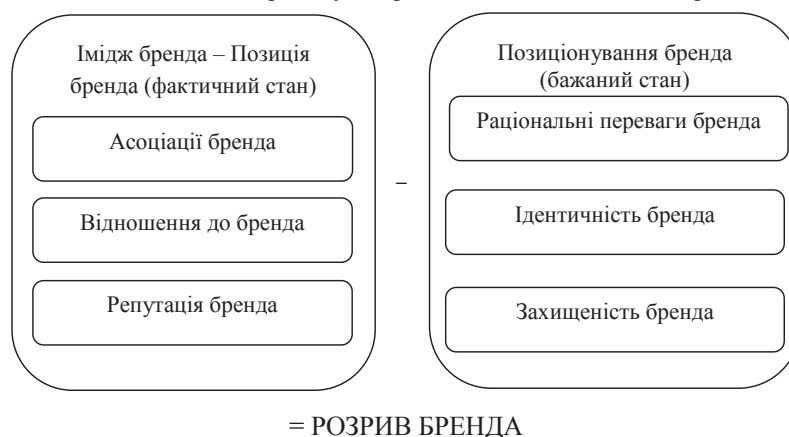 Імідж бренда – Позиція
бренда (фактичний стан)
Асоціації бренда
Відношення до бренда
Репутація бренда
–
Позиціонування бренда
(бажаний стан)
Раціональні переваги бренда
Ідентичність бренда
Захищеність бренда
= РОЗРИВ БРЕНДА